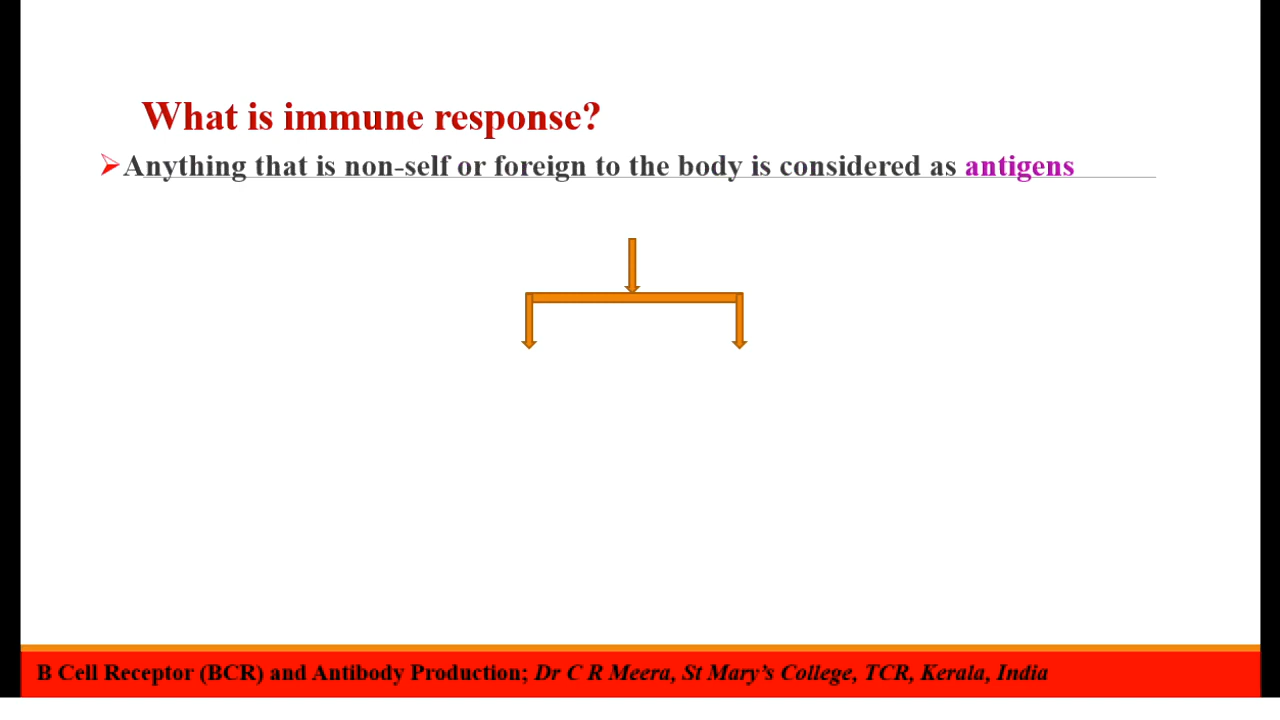 What is immune response?
Anything that is non-self or foreign to the body is considered as antigens
B Cell Receptor (BCR) and Antibody Production; Dr C R Meera, St Mary’s College, TCR, Kerala, India